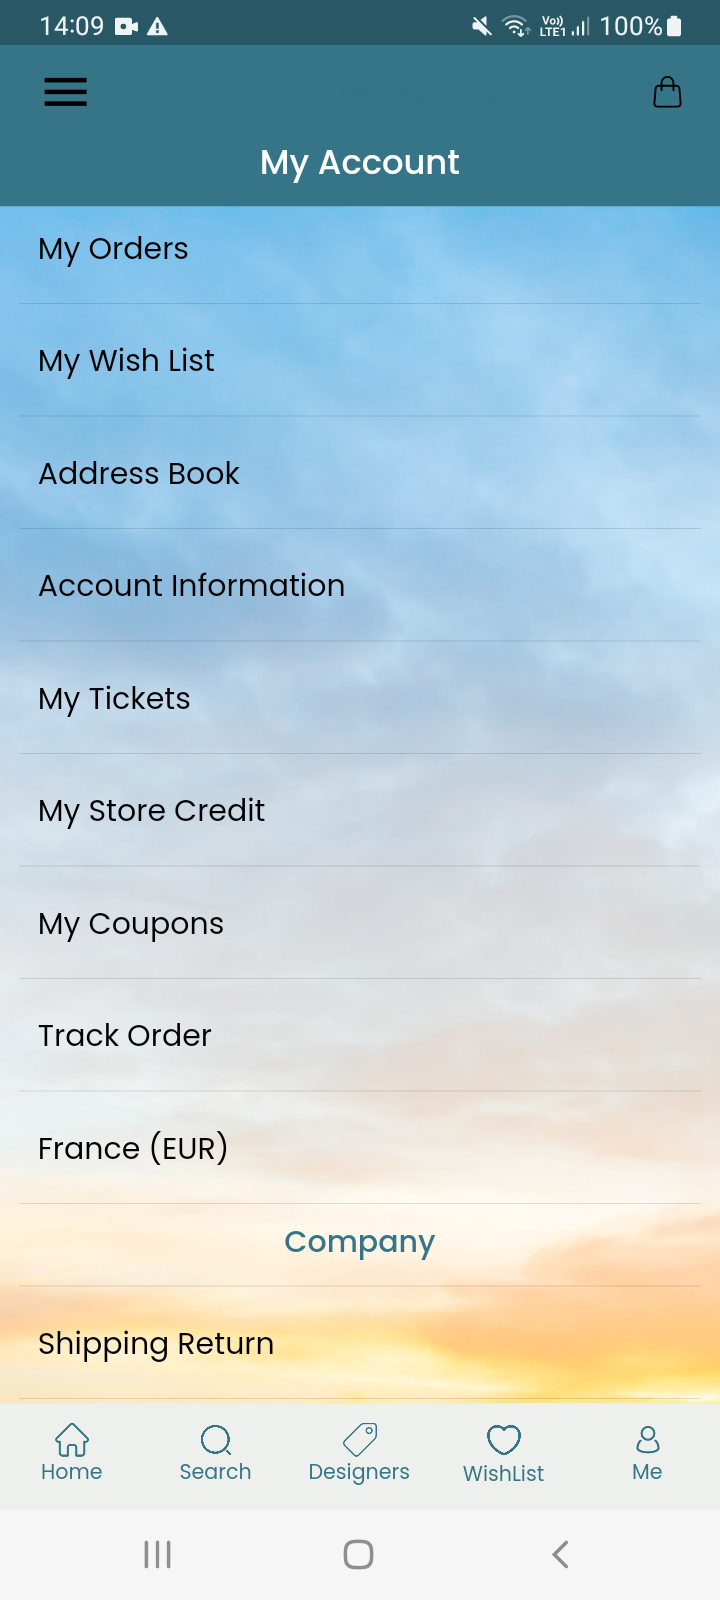 14:09 Vo)) LTE1 100%
My Account
My Orders
My Wish List
Address Book
Account Information
My Tickets
My Store Credit
My Coupons
Track Order
France (EUR)
Company
Shipping Return
Home Search Designers WishList Me